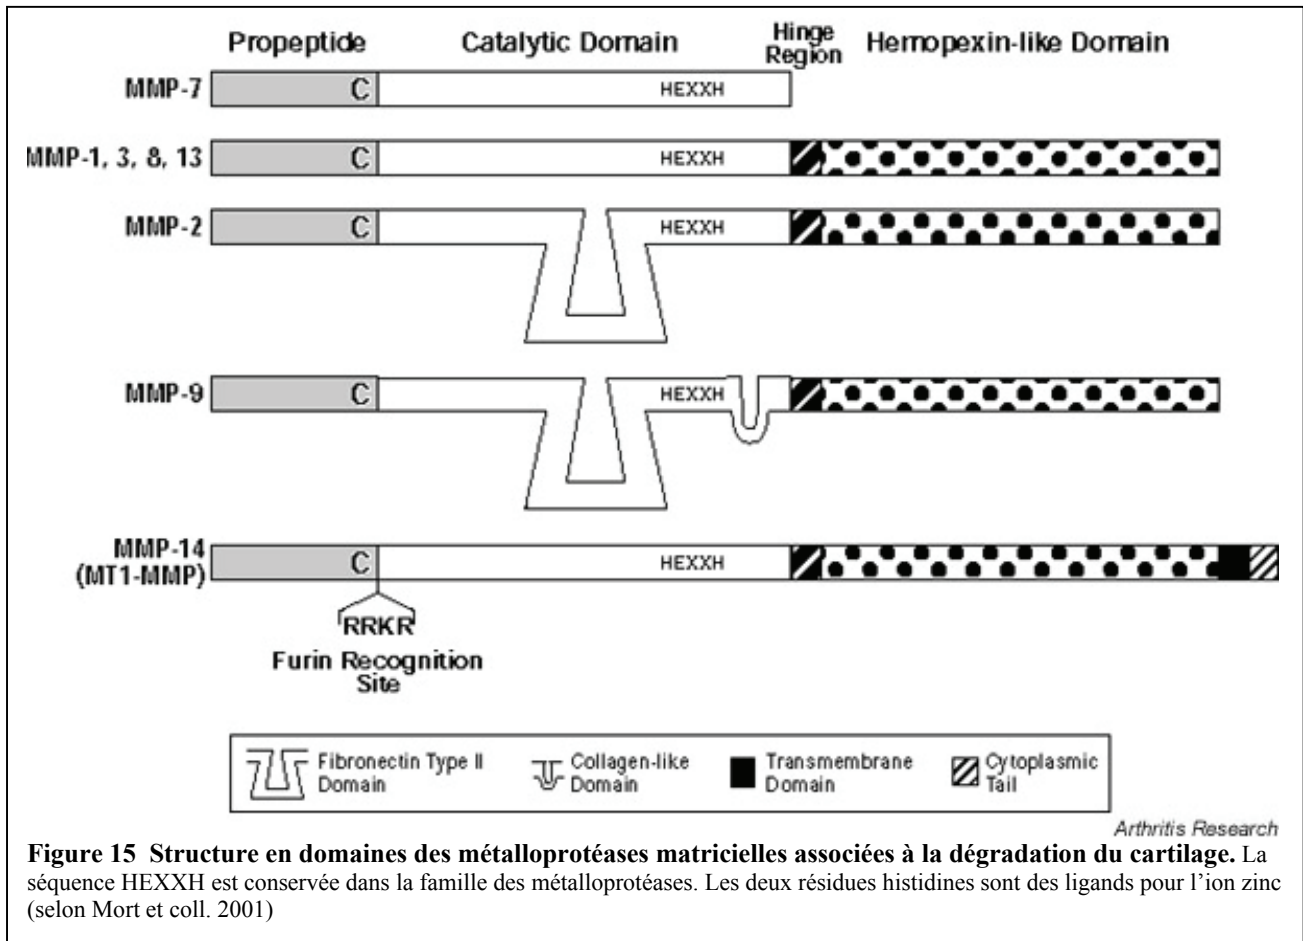 Propeptide Catalytic Domain Hinge Region Hemopexin-like Domain
MMP-7 C HEXXH
MMP-1, 3, 8, 13 C HEXXH
MMP-2 C HEXXH
MMP-9 C HEXXH
MMP-14
(MT1-MMP) C HEXXH
RRKR
Furin Recognition
Site
Fibronectin Type II
Domain
Collagen-like
Domain
Transmembrane
Domain
Cytoplasmic
Tail
Arthritis Research
Figure 15 Structure en domaines des métalloprotéases matricielles associées à la dégradation du cartilage. La
séquence HEXXH est conservée dans la famille des métalloprotéases. Les deux résidues histidines sont des ligands pour l’ion zinc
(selon Mort et coll. 2001)